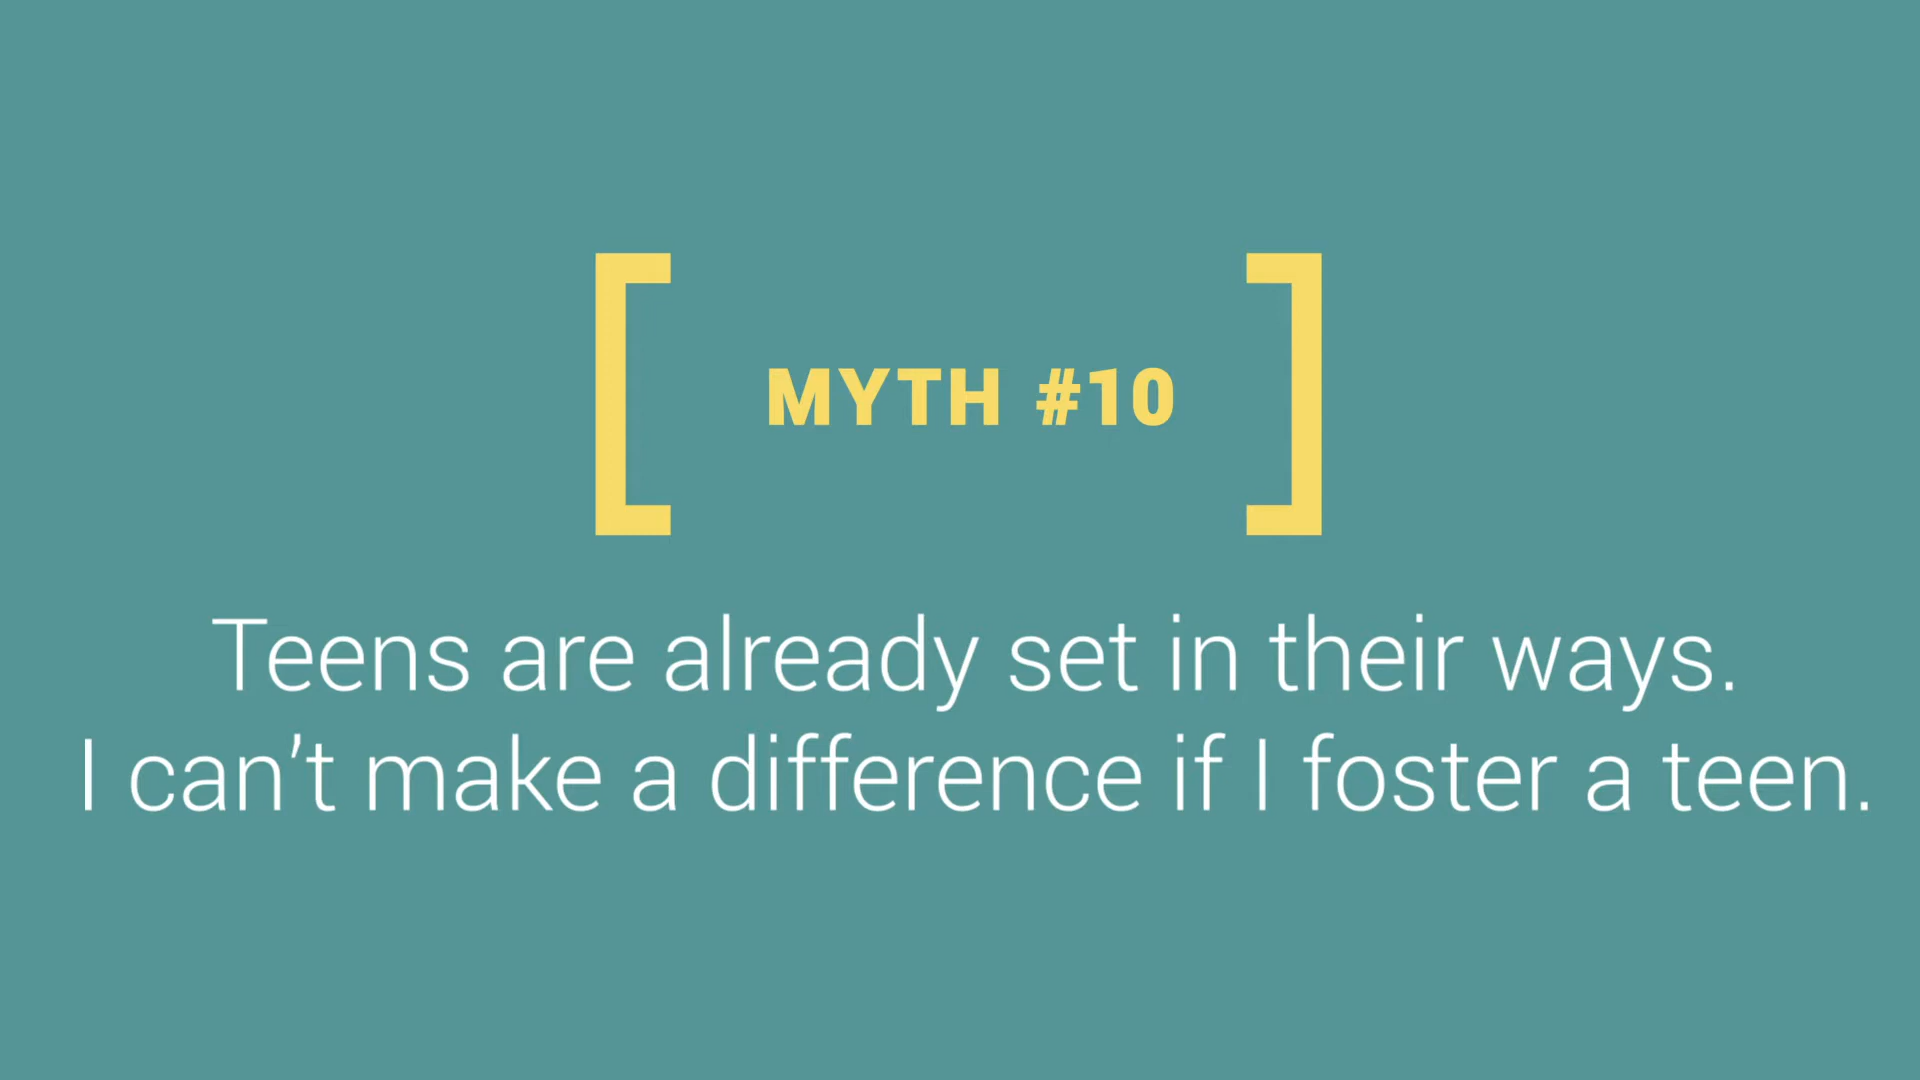 MYTH #10
Teens are already set in their ways.
I can’t make a difference if I foster a teen.